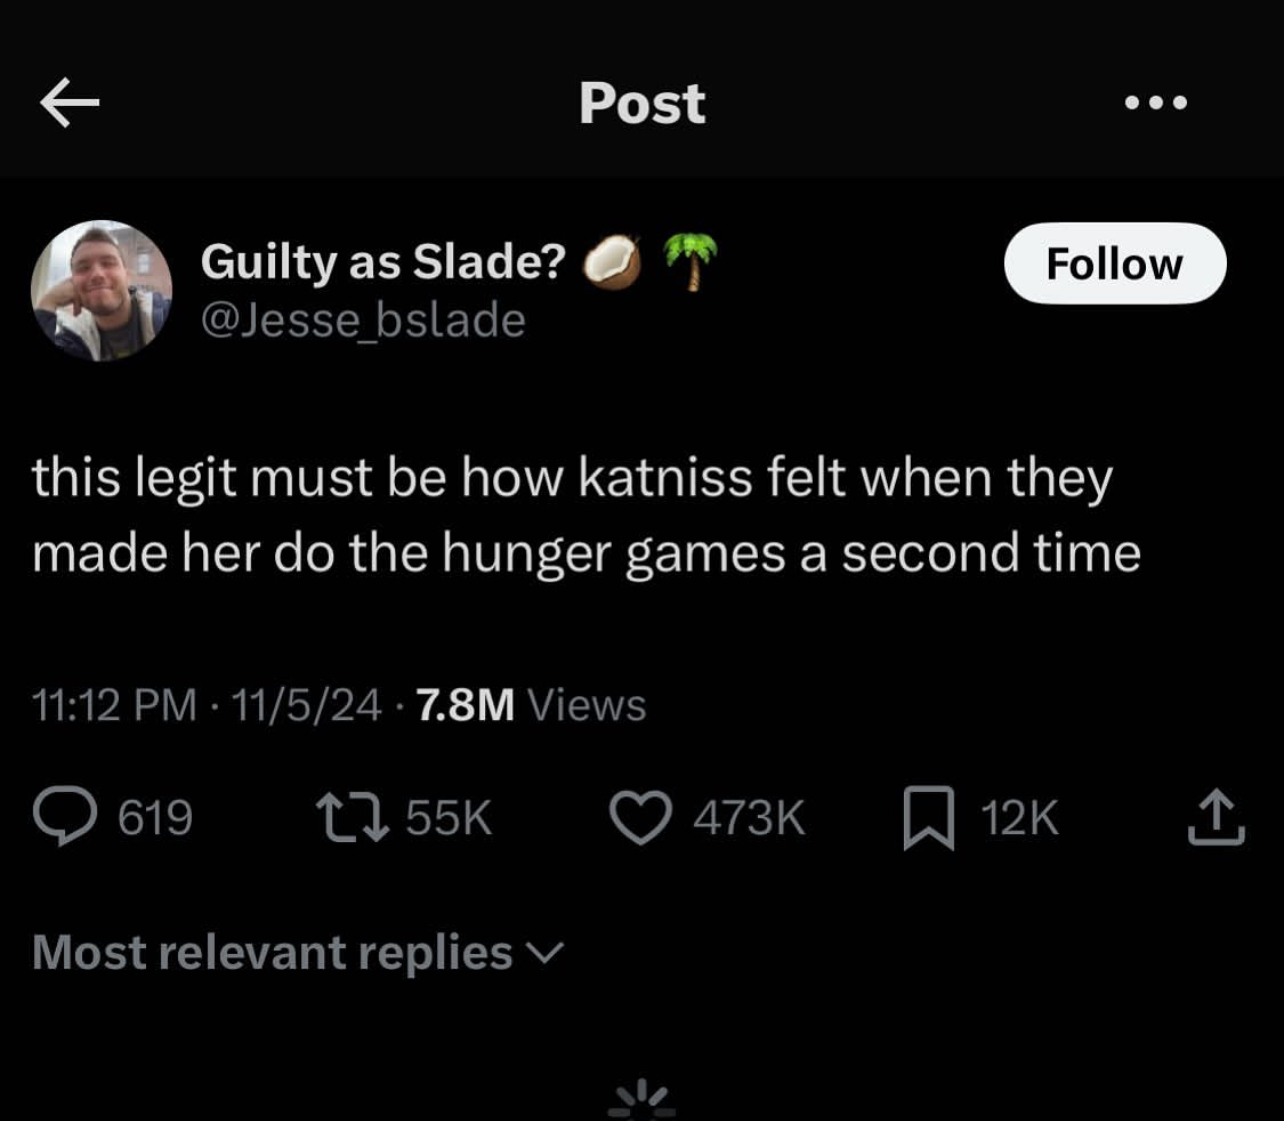 Post
Guilty as Slade? 🥥 🌴
Follow
@Jesse_bslade
this legit must be how katniss felt when they
made her do the hunger games a second time
11:12 PM · 11/5/24 · 7.8M Views
619 55K 473K 12K
Most relevant replies